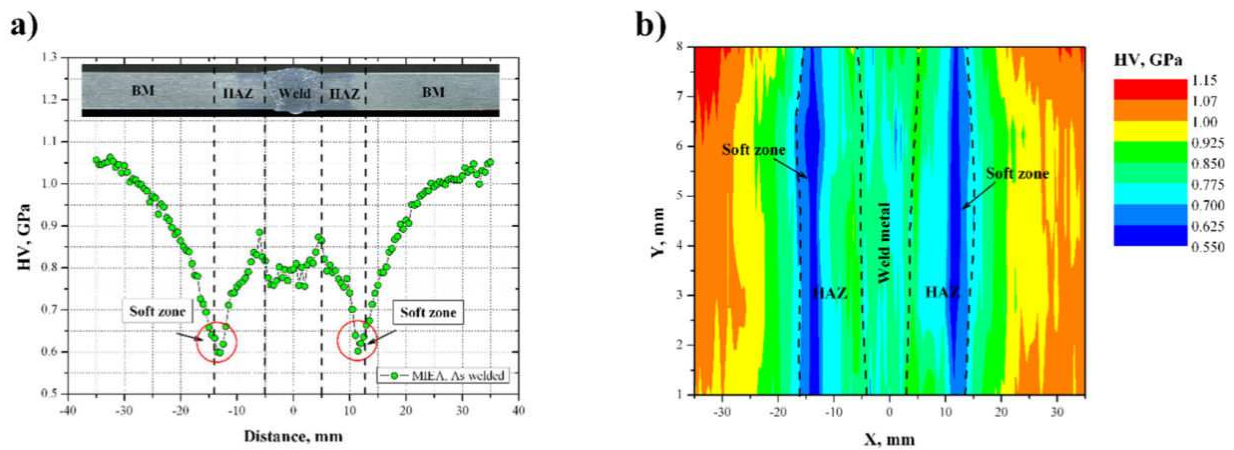 a)
1.3
1.2
1.1
1.0
0.9
0.8
0.7
0.6
0.5
HV, GPa
BM
HAZ
Weld
HAZ
BM
Soft zone
Soft zone
MIEA. As welded
-40
-30
-20
-10
0
10
20
30
40
Distance, mm
b)
8
7
6
5
4
3
2
1
Y, mm
Soft zone
Soft zone
Weld metal
HAZ
HAZ
-30
-20
-10
0
10
20
30
X, mm
HV, GPa
1.15
1.07
1.00
0.925
0.850
0.775
0.700
0.625
0.550